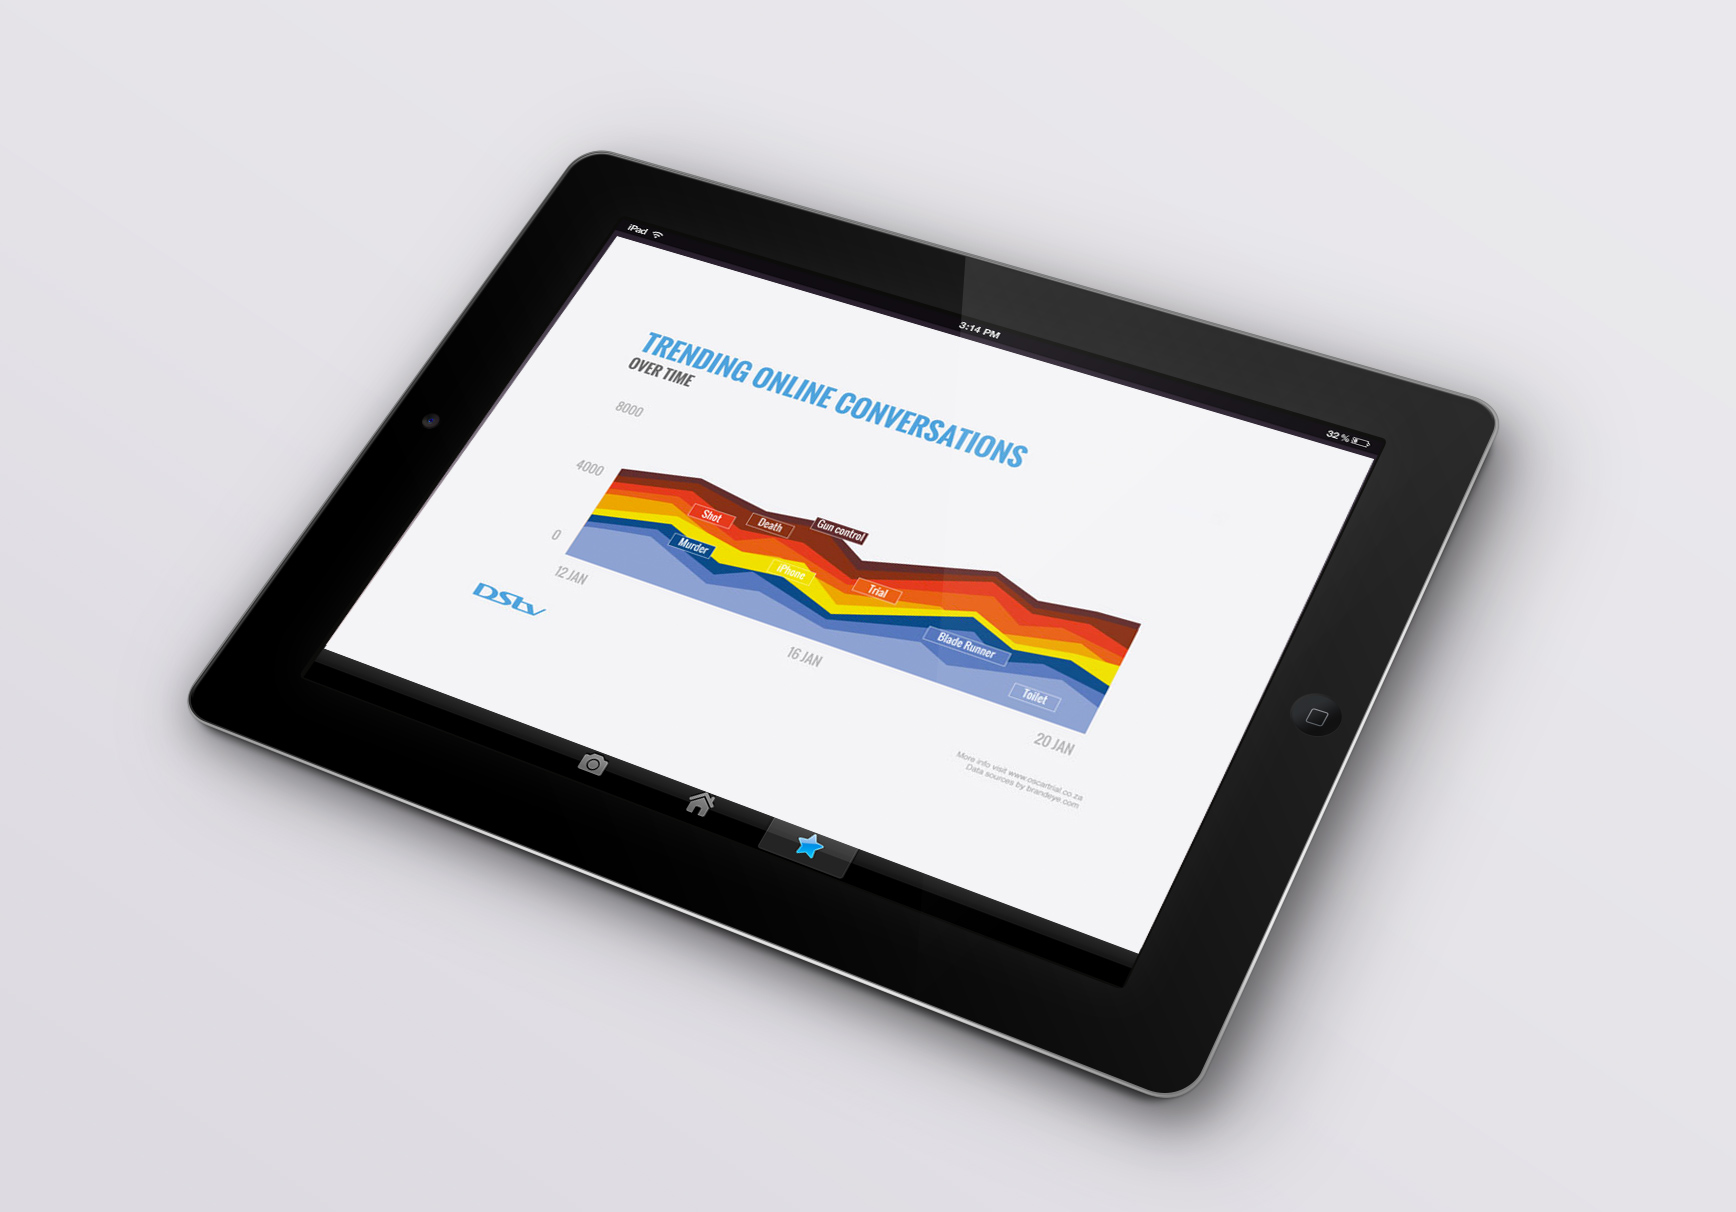 iPad
3:14 PM
32 %
TRENDING ONLINE CONVERSATIONS
OVER TIME
8000
4000
0
Shot
Death
Gun control
Murder
iPhone
Trial
Blade Runner
Toilet
12 JAN
16 JAN
20 JAN
DStv
More info visit www.oscartrial.co.za
Data sources by brandeye.com